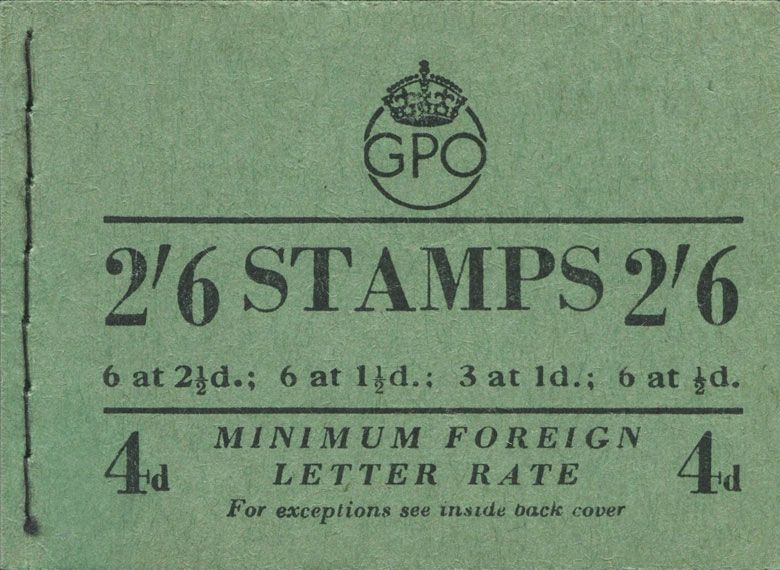 GPO
2'6 STAMPS 2'6
6 at 2½d.; 6 at 1½d.; 3 at 1d.; 6 at ½d.
4d MINIMUM FOREIGN 4d
LETTER RATE
For exceptions see inside back cover